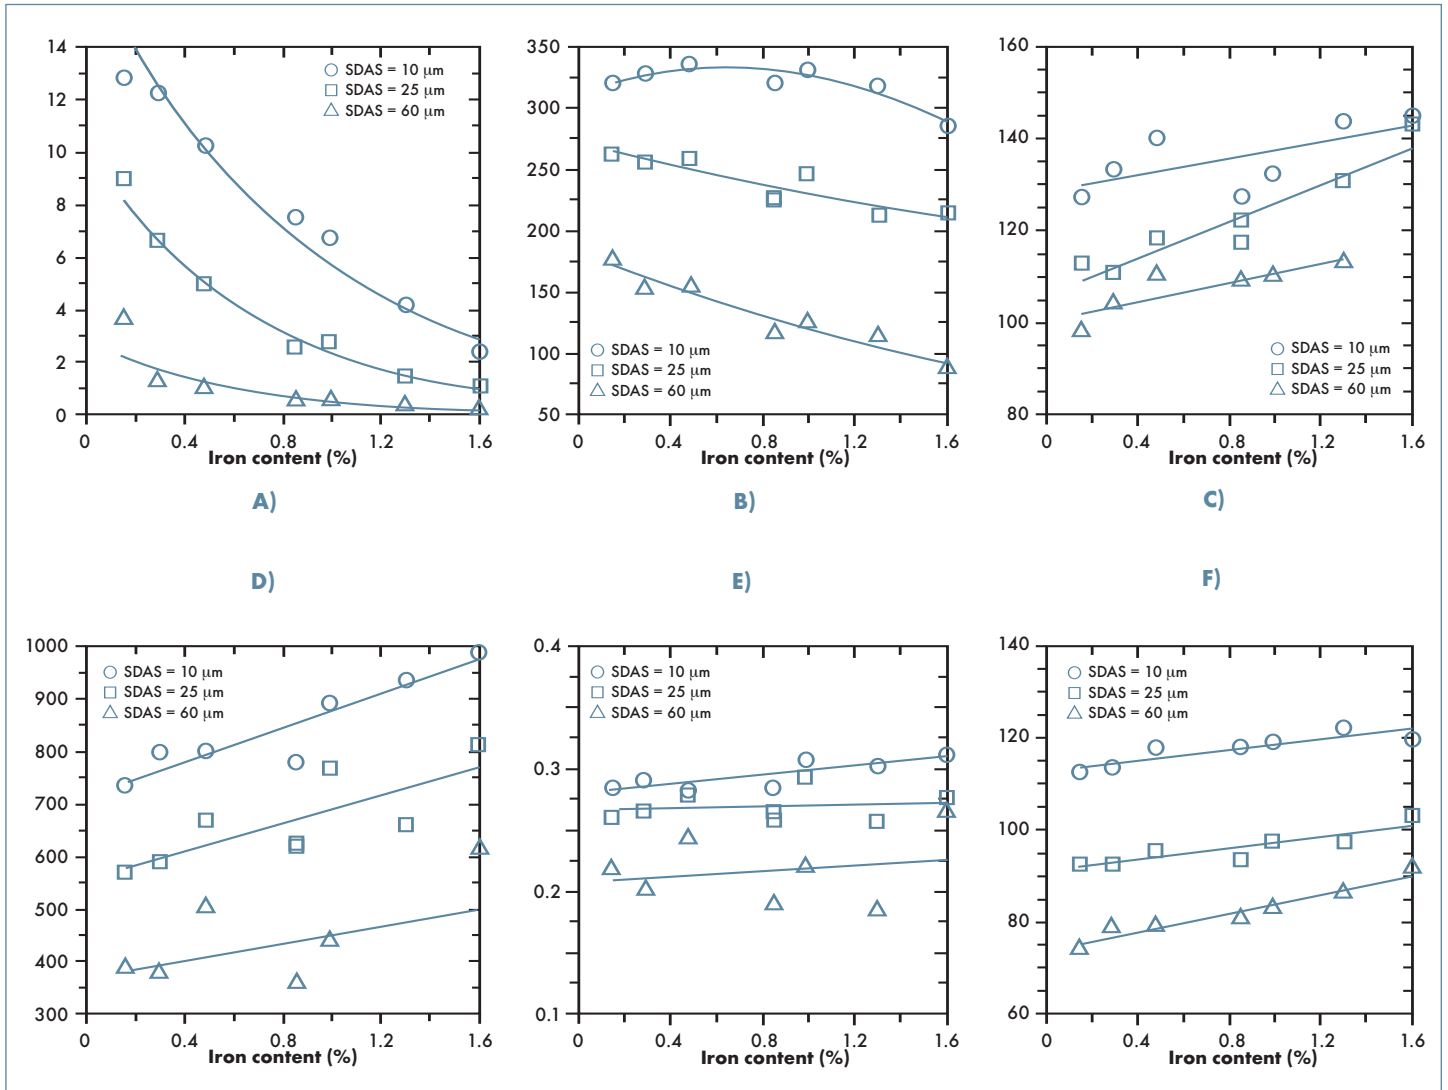 14
12
10
8
6
4
2
0
0
0.4
0.8
1.2
1.6
SDAS = 10 μm
SDAS = 25 μm
SDAS = 60 μm
Iron content (%)
A)
350
300
250
200
150
100
50
0
0.4
0.8
1.2
1.6
SDAS = 10 μm
SDAS = 25 μm
SDAS = 60 μm
Iron content (%)
B)
160
140
120
100
80
0
0.4
0.8
1.2
1.6
SDAS = 10 μm
SDAS = 25 μm
SDAS = 60 μm
Iron content (%)
C)
D)
1000
900
800
700
600
500
400
300
0
0.4
0.8
1.2
1.6
SDAS = 10 μm
SDAS = 25 μm
SDAS = 60 μm
Iron content (%)
E)
0.4
0.3
0.2
0.1
0
0.4
0.8
1.2
1.6
SDAS = 10 μm
SDAS = 25 μm
SDAS = 60 μm
Iron content (%)
F)
140
120
100
80
60
0
0.4
0.8
1.2
1.6
SDAS = 10 μm
SDAS = 25 μm
SDAS = 60 μm
Iron content (%)